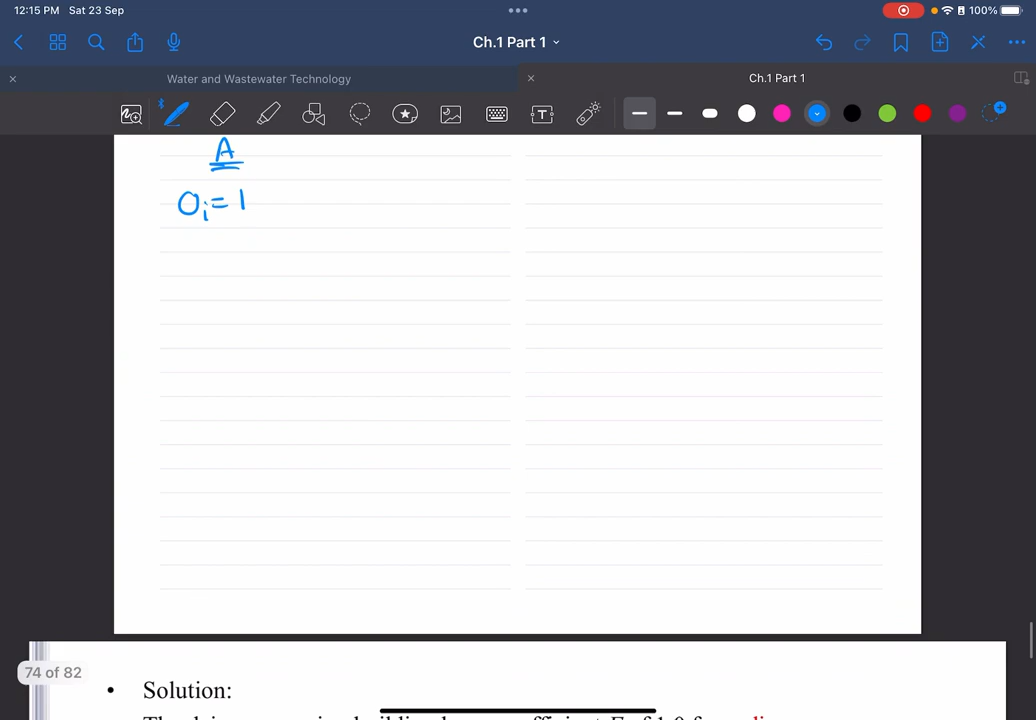 12:15 PM Sat 23 Sep
100%
Ch.1 Part 1
Water and Wastewater Technology
Ch.1 Part 1
A
Oi = 1
74 of 82
• Solution: